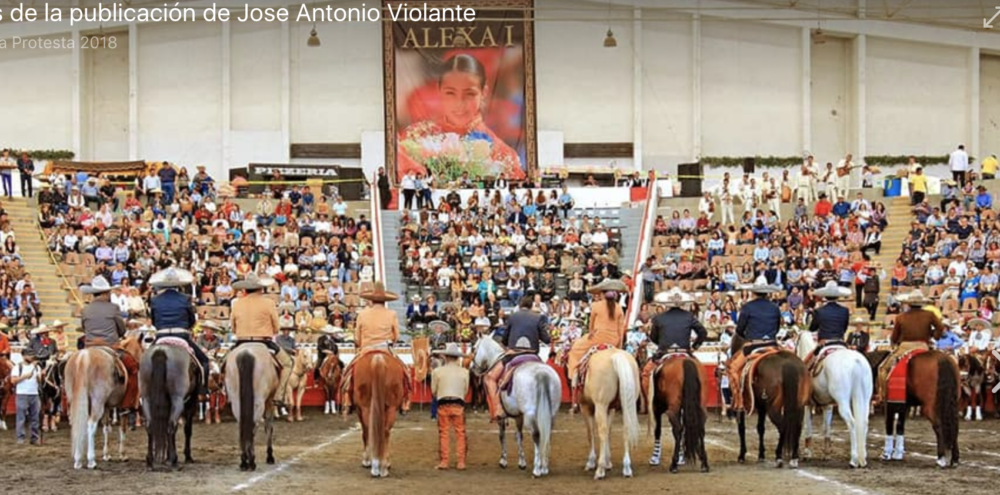 s de la publicación de Jose Antonio Violante
a Protesta 2018
ALEXA I
PIZZERIA